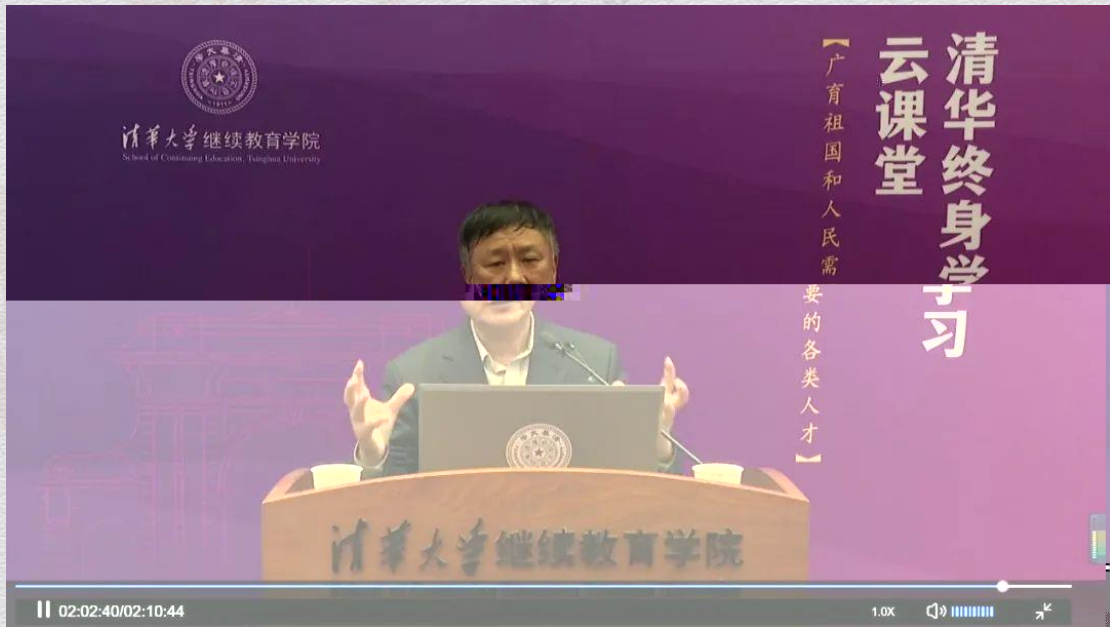 清华大学继续教育学院
School of Continuing Education, Tsinghua University
清华终身学习
云课堂
【广育祖国和人民需要的各类人才】
清华大学继续教育学院
02:02:40/02:10:44
1.0X